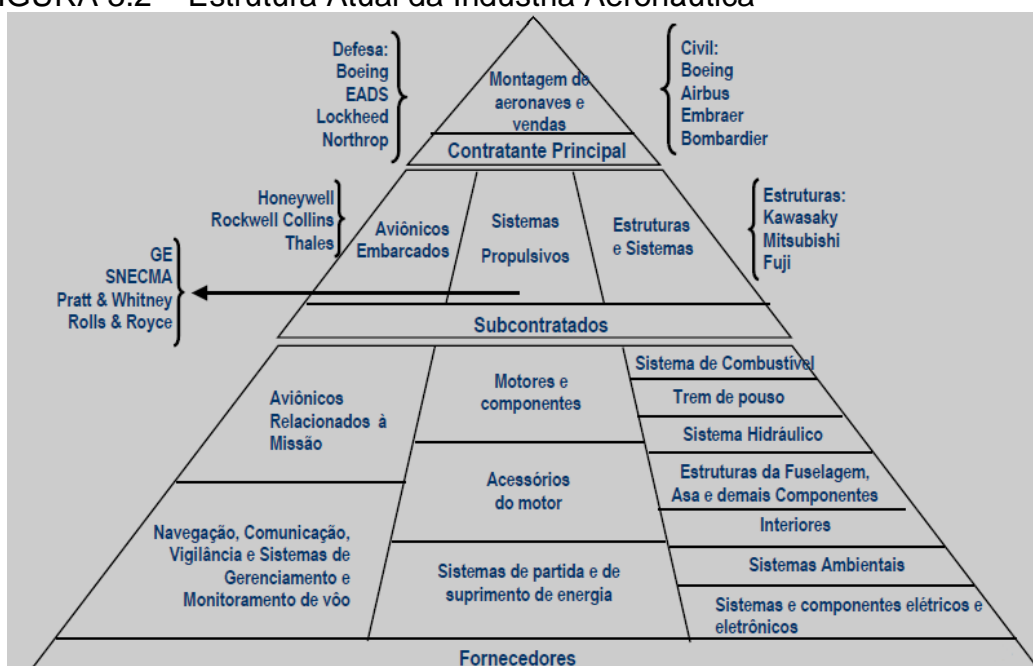 IGURA 3.2 – Estrutura Atual da Indústria Aeronáutica
Defesa:
Boeing
EADS
Lockheed
Northrop
Montagem de
aeronaves e
vendas
Contratante Principal
Civil:
Boeing
Airbus
Embraer
Bombardier
Honeywell
Rockwell Collins
Thales
Aviônicos
Embarcados
Sistemas
Propulsivos
Estruturas
e Sistemas
Estruturas:
Kawasaky
Mitsubishi
Fuji
GE
SNECMA
Pratt & Whitney
Rolls & Royce
Subcontratados
Aviônicos
Relacionados à
Missão
Navegação, Comunicação,
Vigilância e Sistemas de
Gerenciamento e
Monitoramento de vôo
Motores e
componentes
Acessórios
do motor
Sistemas de partida e de
suprimento de energia
Sistema de Combustível
Trem de pouso
Sistema Hidráulico
Estruturas da Fuselagem,
Asa e demais Componentes
Interiores
Sistemas Ambientais
Sistemas e componentes elétricos e
eletrônicos
Fornecedores